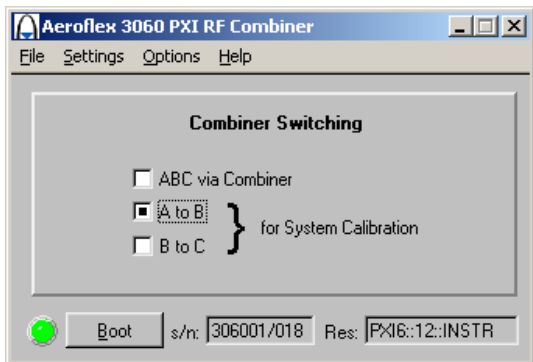 Aeroflex 3060 PXI RF Combiner
File Settings Options Help
Combiner Switching
ABC via Combiner
A to B
B to C
for System Calibration
Boot s/n: 306001/018 Res: PXI6::12::INSTR